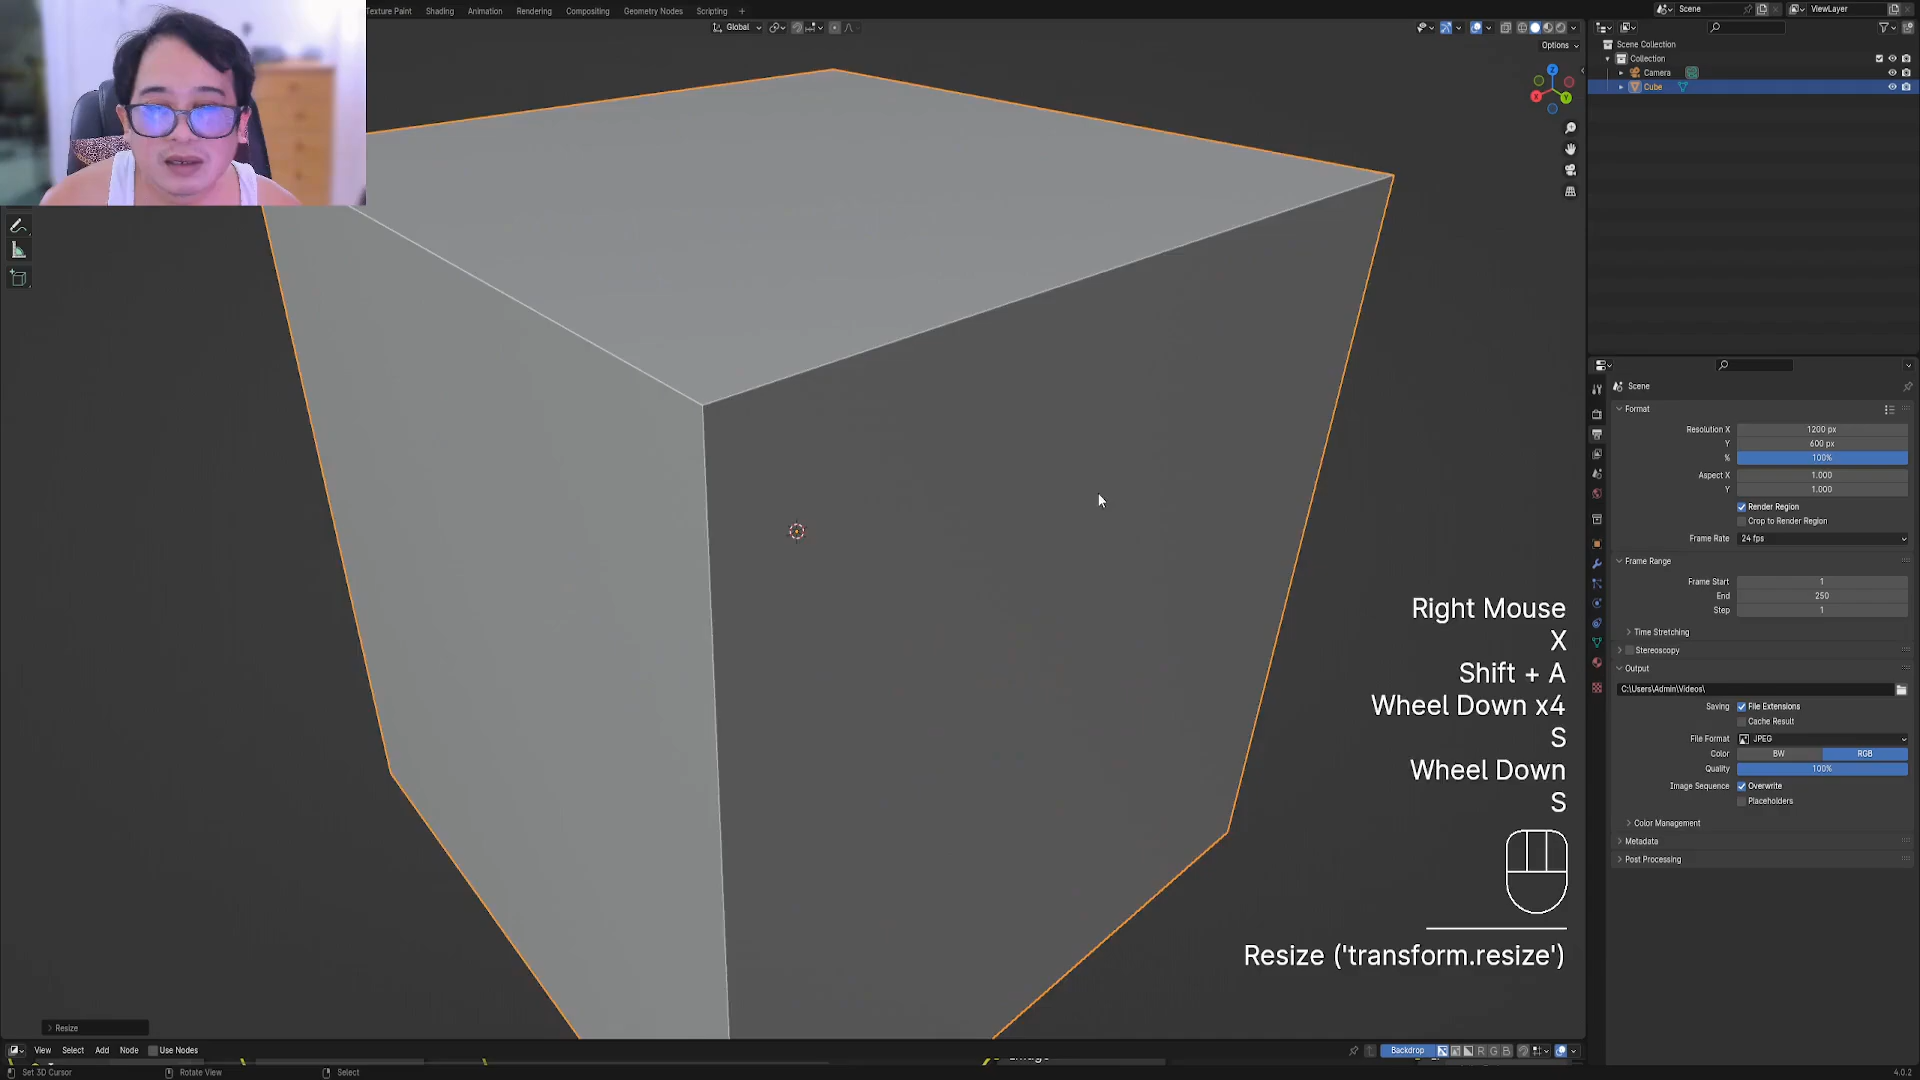 Texture Paint
Shading
Animation
Rendering
Compositing
Geometry Nodes
Scripting
+
Scene
ViewLayer
Global
Options
X
Y
Z
Scene Collection
Collection
Camera
Cube
Scene
Format
Resolution X 1200 px
Y 600 px
% 100%
Aspect X 1.000
Y 1.000
Render Region
Crop to Render Region
Frame Rate 24 fps
Frame Range
Frame Start 1
End 250
Step 1
Time Stretching
Stereoscopy
Output
C:\Users\Admin\Videos\
Saving File Extensions
Cache Result
File Format JPEG
Color BW RGB
Quality 100%
Image Sequence Overwrite
Placeholders
Color Management
Metadata
Post Processing
Right Mouse
X
Shift + A
Wheel Down x4
S
Wheel Down
S
Resize ('transform.resize')
Resize
View Select Add Node Use Nodes
Backdrop
R G B
Set 3D Cursor
Rotate View
Select
4.0.2